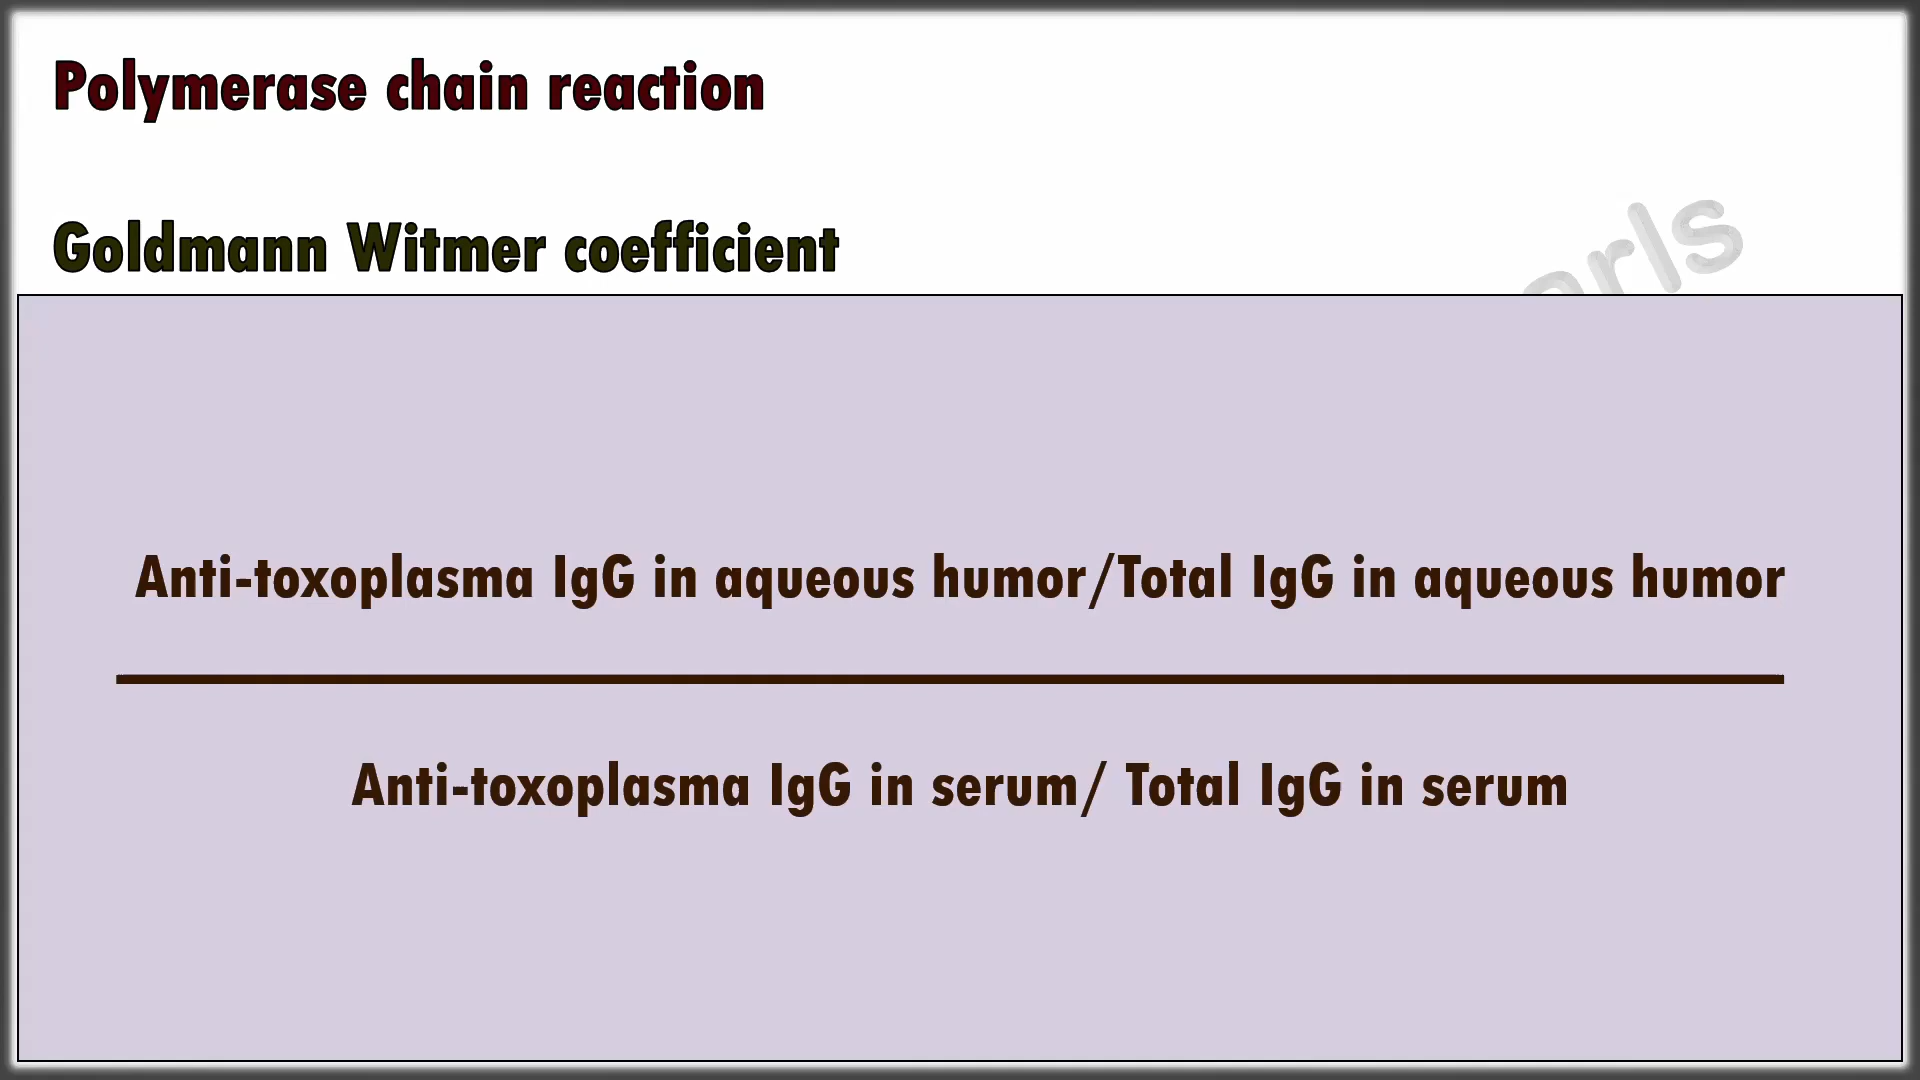 Polymerase chain reaction
Goldmann Witmer coefficient
Anti-toxoplasma IgG in aqueous humor/Total IgG in aqueous humor
Anti-toxoplasma IgG in serum/ Total IgG in serum